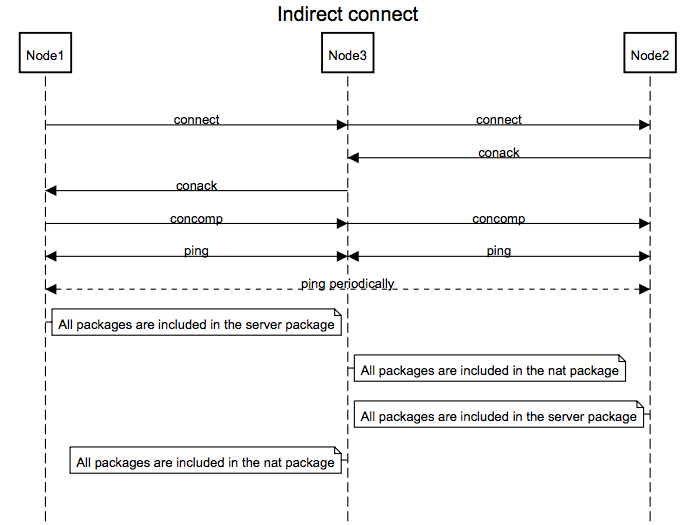 Indirect connect
Node1 Node3 Node2
connect connect
conack
conack
concomp concomp
ping ping
ping periodically
All packages are included in the server package
All packages are included in the nat package
All packages are included in the server package
All packages are included in the nat package